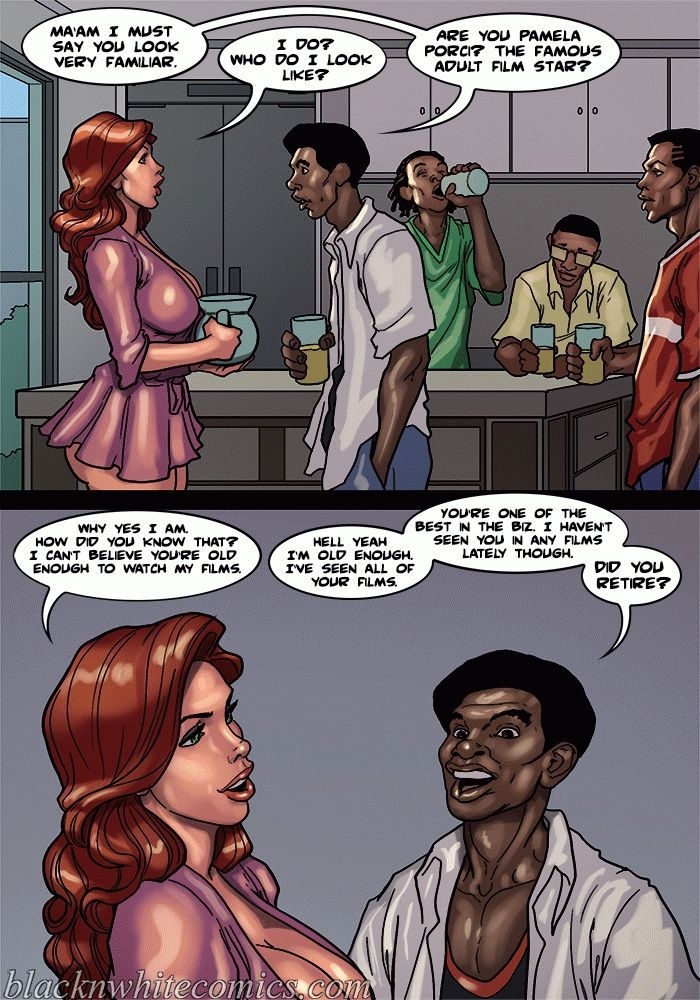 MA'AM I MUST
SAY YOU LOOK
VERY FAMILIAR.
I DO?
WHO DO I LOOK
LIKE?
ARE YOU PAMELA
PORCI? THE FAMOUS
ADULT FILM STAR?
WHY YES I AM.
HOW DID YOU KNOW THAT?
I CAN'T BELIEVE YOU'RE OLD
ENOUGH TO WATCH MY FILMS.
HELL YEAH
I'M OLD ENOUGH.
I'VE SEEN ALL OF
YOUR FILMS.
YOU'RE ONE OF THE
BEST IN THE BIZ. I HAVEN'T
SEEN YOU IN ANY FILMS
LATELY THOUGH.
DID YOU
RETIRE?
blacknwhitecomics.com